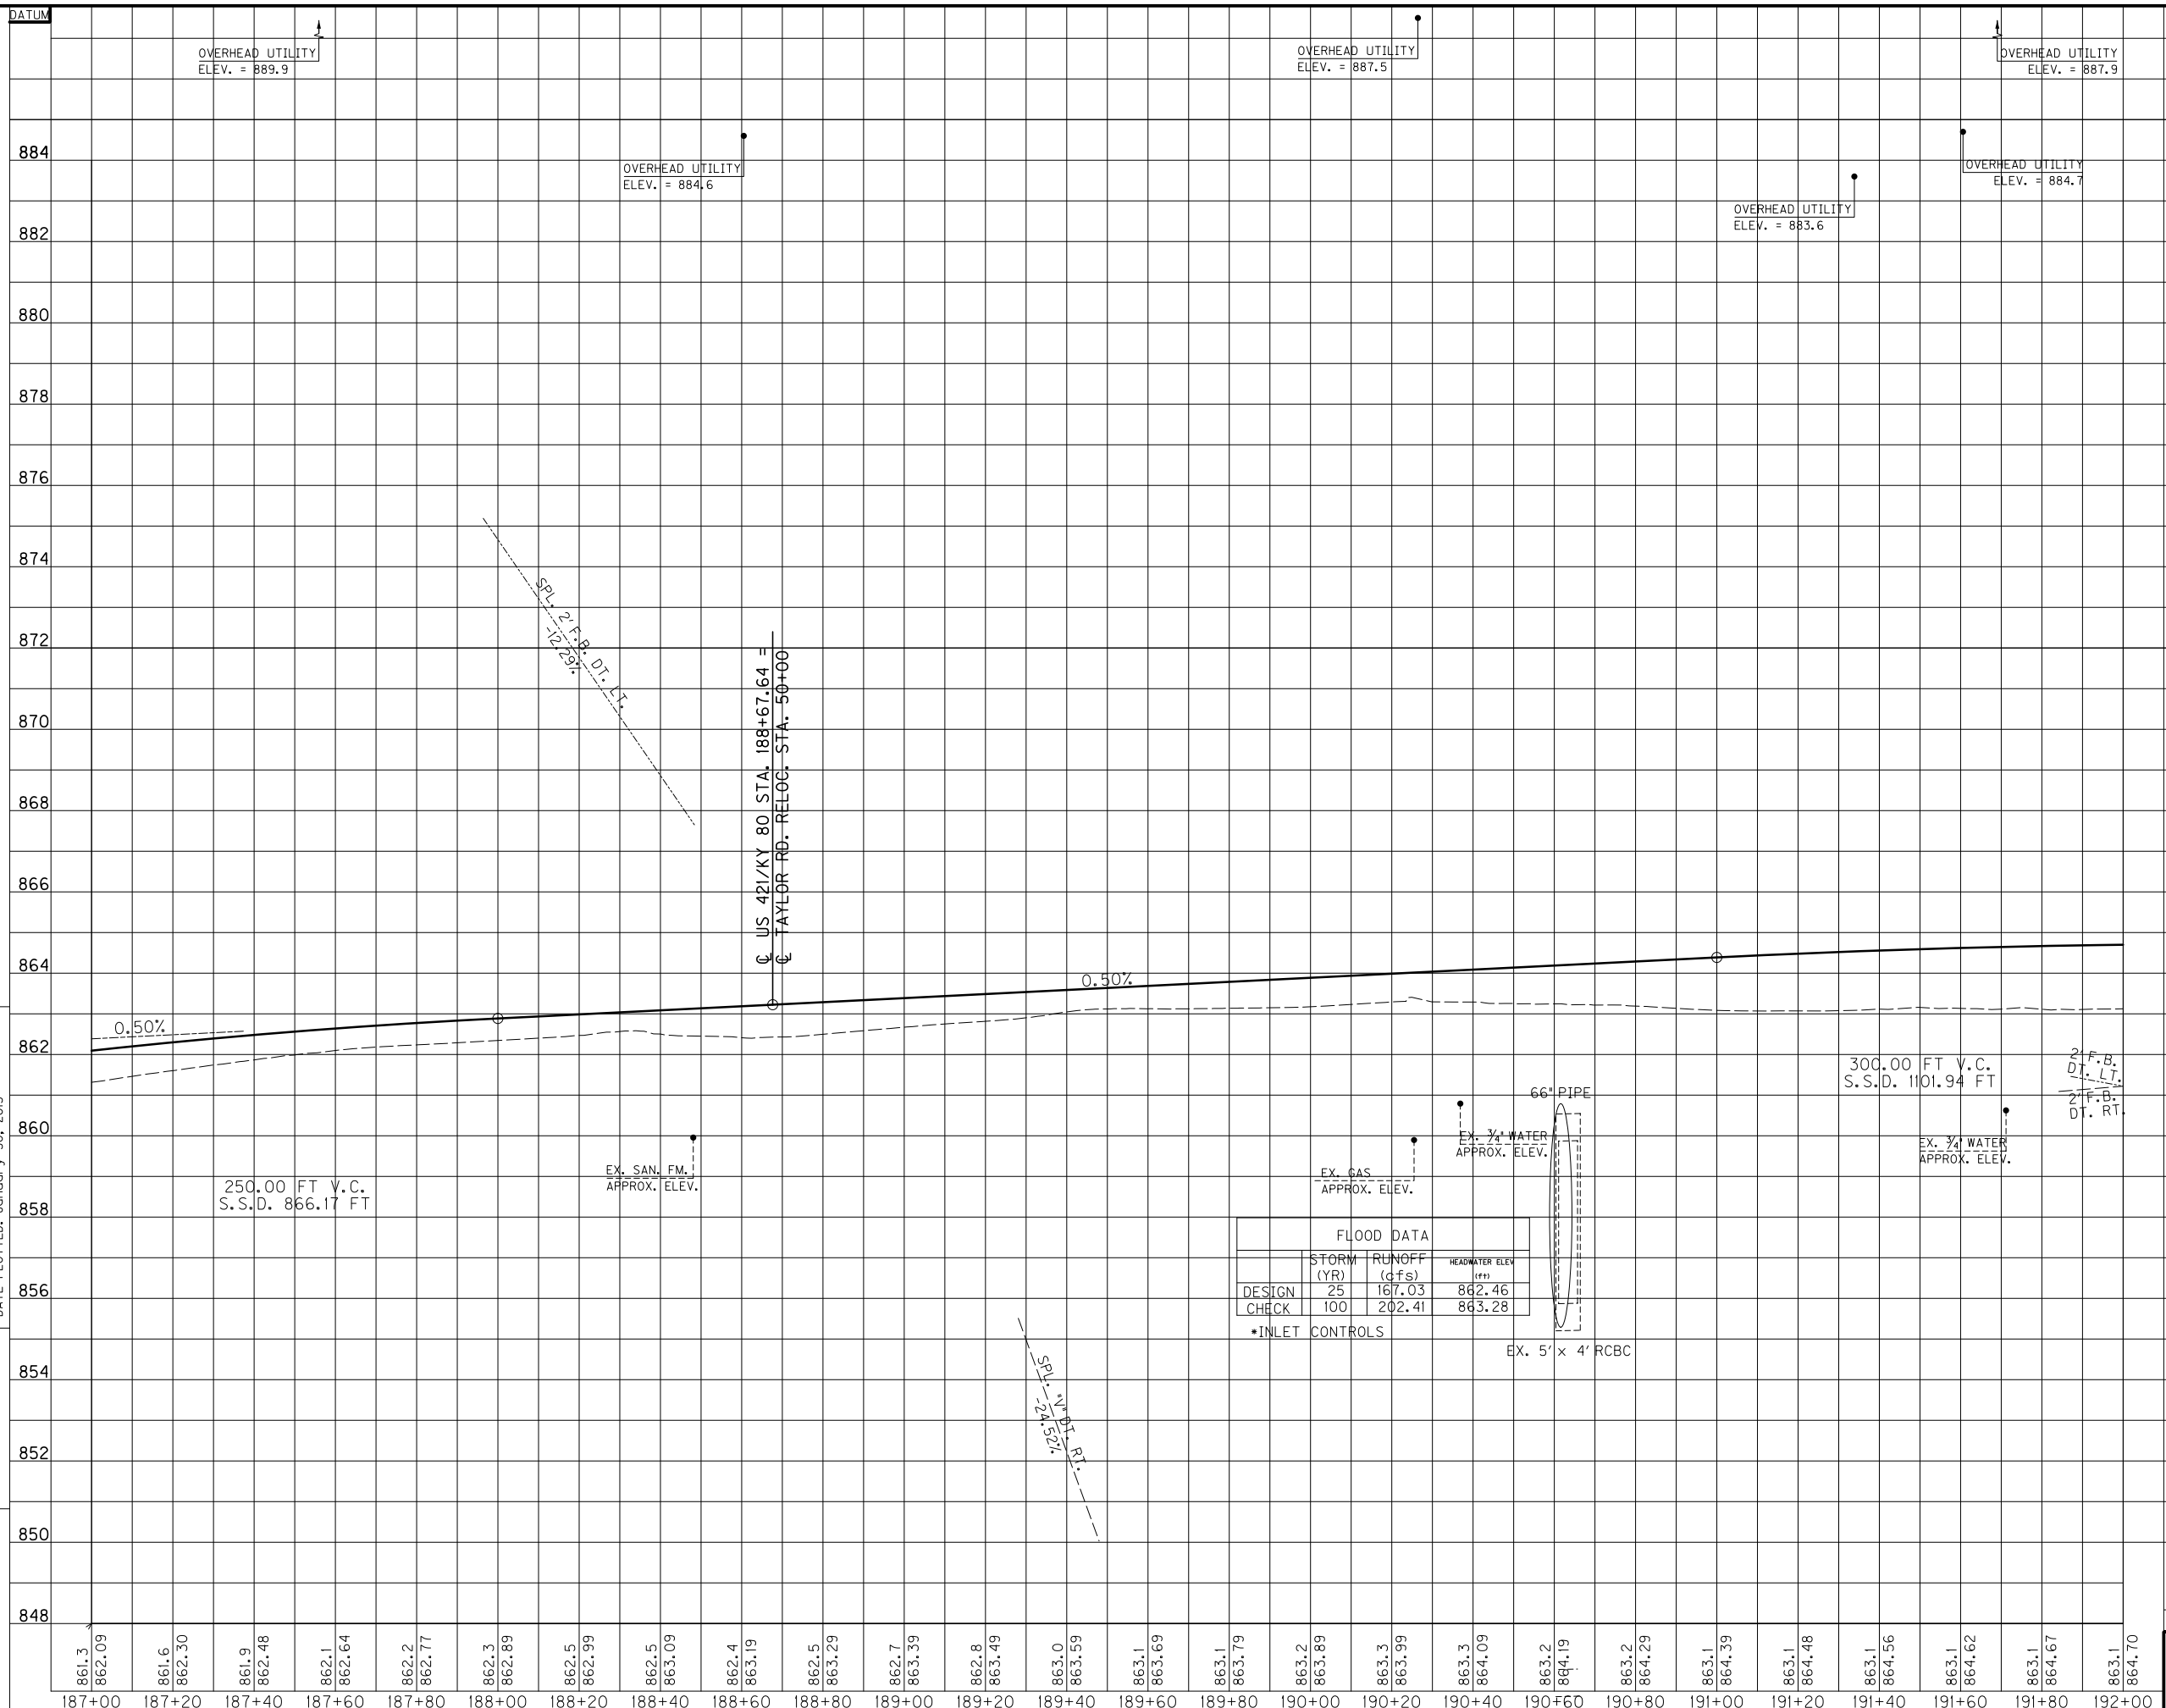 DATUM
OVERHEAD UTILITY
ELEV. = 889.9
OVERHEAD UTILITY
ELEV. = 887.5
OVERHEAD UTILITY
ELEV. = 887.9
884
OVERHEAD UTILITY
ELEV. = 884.6
OVERHEAD UTILITY
ELEV. = 884.7
OVERHEAD UTILITY
ELEV. = 883.6
882
880
878
876
874
SPL. 2' F.B. DT. LT.
-12.29%
872
US 421/KY 80 STA. 188+67.64 =
TAYLOR RD. RELOC. STA. 50+00
870
868
866
864
0.50%
0.50%
862
300.00 FT V.C.
S.S.D. 1101.94 FT
2' F.B.
DT. LT.
2' F.B.
DT. RT.
66" PIPE
860
EX. SAN. FM.
APPROX. ELEV.
EX. GAS
APPROX. ELEV.
EX. 3/4" WATER
APPROX. ELEV.
EX. 3/4" WATER
APPROX. ELEV.
250.00 FT V.C.
S.S.D. 866.17 FT
858
FLOOD DATA
STORM (YR) RUNOFF (cfs) HEADWATER ELEV (ft)
856
DESIGN 25 167.03 862.46
CHECK 100 202.41 863.28
*INLET CONTROLS
EX. 5' x 4' RCBC
854
SPL. "V" DT. RT.
-24.52%
852
850
848
861.3 861.6 861.9 862.1 862.2 862.3 862.5 862.5 862.4 862.5 862.7 862.8 863.0 863.1 863.1 863.2 863.3 863.3 863.2 863.2 863.1 863.1 863.1 863.1 863.1 863.1
862.09 862.30 862.48 862.64 862.77 862.89 862.99 863.09 863.19 863.29 863.39 863.49 863.59 863.69 863.79 863.89 863.99 864.09 864.19 864.29 864.39 864.48 864.56 864.62 864.67 864.70
187+00 187+20 187+40 187+60 187+80 188+00 188+20 188+40 188+60 188+80 189+00 189+20 189+40 189+60 189+80 190+00 190+20 190+40 190+60 190+80 191+00 191+20 191+40 191+60 191+80 192+00